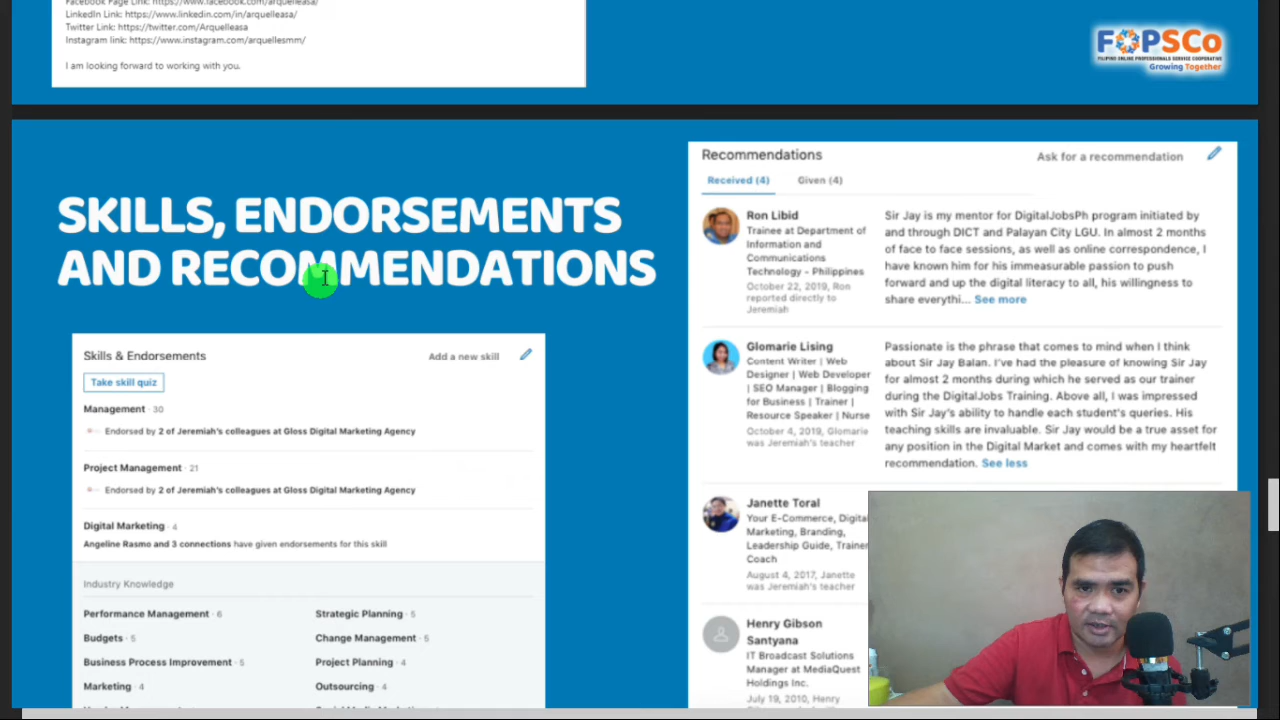 Facebook Page Link: https://www.facebook.com/arquelleasa/
LinkedIn Link: https://www.linkedin.com/in/arquelleasa/
Twitter Link: https://twitter.com/Arquelleasa
Instagram link: https://www.instagram.com/arquellesmm/
I am looking forward to working with you.
FOPSCo
FILIPINO ONLINE PROFESSIONALS SERVICE COOPERATIVE
Growing Together
SKILLS, ENDORSEMENTS
AND RECOMMENDATIONS
Skills & Endorsements
Add a new skill
Take skill quiz
Management · 30
Endorsed by 2 of Jeremiah's colleagues at Gloss Digital Marketing Agency
Project Management · 21
Endorsed by 2 of Jeremiah's colleagues at Gloss Digital Marketing Agency
Digital Marketing · 4
Angeline Rasmo and 3 connections have given endorsements for this skill
Industry Knowledge
Performance Management · 6
Strategic Planning · 5
Budgets · 5
Change Management · 5
Business Process Improvement · 5
Project Planning · 4
Marketing · 4
Outsourcing · 4
Recommendations
Ask for a recommendation
Received (4)
Given (4)
Ron Libid
Trainee at Department of
Information and
Communications
Technology - Philippines
October 22, 2019, Ron
reported directly to
Jeremiah
Sir Jay is my mentor for DigitalJobsPh program initiated by
and through DICT and Palayan City LGU. In almost 2 months
of face to face sessions, as well as online correspondence, I
have known him for his immeasurable passion to push
forward and up the digital literacy to all, his willingness to
share everythi... See more
Glomarie Lising
Content Writer | Web
Designer | Web Developer
| SEO Manager | Blogging
for Business | Trainer |
Resource Speaker | Nurse
October 4, 2019, Glomarie
was Jeremiah's teacher
Passionate is the phrase that comes to mind when I think
about Sir Jay Balan. I've had the pleasure of knowing Sir Jay
for almost 2 months during which he served as our trainer
during the DigitalJobs Training. Above all, I was impressed
with Sir Jay's ability to handle each student's queries. His
teaching skills are invaluable. Sir Jay would be a true asset for
any position in the Digital Market and comes with my heartfelt
recommendation. See less
Janette Toral
Your E-Commerce, Digital
Marketing, Branding,
Leadership Guide, Trainer
Coach
August 4, 2017, Janette
was Jeremiah's teacher
Henry Gibson
Santyana
IT Broadcast Solutions
Manager at MediaQuest
Holdings Inc.
July 19, 2010, Henry